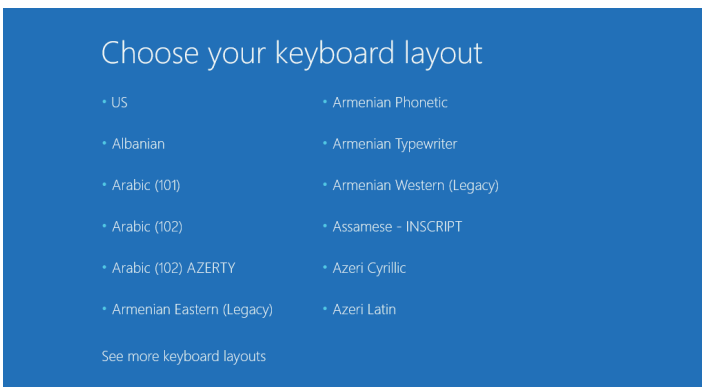 Choose your keyboard layout
US
Albanian
Arabic (101)
Arabic (102)
Arabic (102) AZERTY
Armenian Eastern (Legacy)
Armenian Phonetic
Armenian Typewriter
Armenian Western (Legacy)
Assamese - INSCRIPT
Azeri Cyrillic
Azeri Latin
See more keyboard layouts